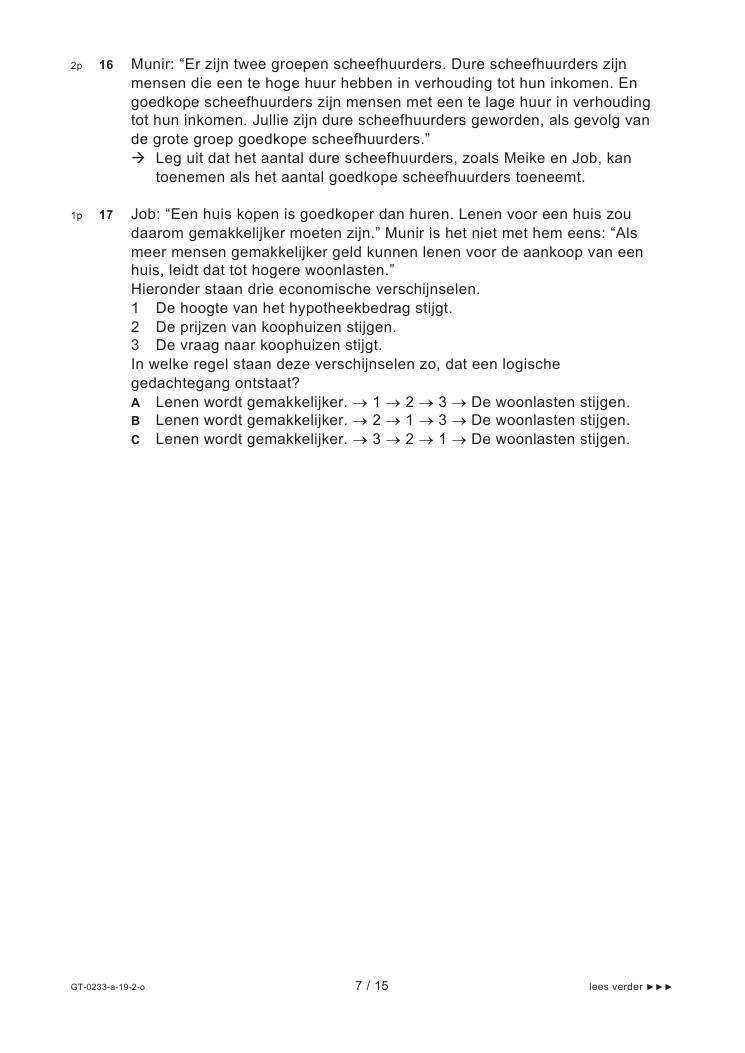 2p 16 Munir: “Er zijn twee groepen scheefhuurders. Dure scheefhuurders zijn
mensen die een te hoge huur hebben in verhouding tot hun inkomen. En
goedkope scheefhuurders zijn mensen met een te lage huur in verhouding
tot hun inkomen. Jullie zijn dure scheefhuurders geworden, als gevolg van
de grote groep goedkope scheefhuurders.”
→ Leg uit dat het aantal dure scheefhuurders, zoals Meike en Job, kan
toenemen als het aantal goedkope scheefhuurders toeneemt.
1p 17 Job: “Een huis kopen is goedkoper dan huren. Lenen voor een huis zou
daarom gemakkelijker moeten zijn.” Munir is het niet met hem eens: “Als
meer mensen gemakkelijker geld kunnen lenen voor de aankoop van een
huis, leidt dat tot hogere woonlasten.”
Hieronder staan drie economische verschijnselen.
1 De hoogte van het hypotheekbedrag stijgt.
2 De prijzen van koophuizen stijgen.
3 De vraag naar koophuizen stijgt.
In welke regel staan deze verschijnselen zo, dat een logische
gedachtegang ontstaat?
A Lenen wordt gemakkelijker. → 1 → 2 → 3 → De woonlasten stijgen.
B Lenen wordt gemakkelijker. → 2 → 1 → 3 → De woonlasten stijgen.
C Lenen wordt gemakkelijker. → 3 → 2 → 1 → De woonlasten stijgen.
GT-0233-a-19-2-o 7 / 15 lees verder ►►►